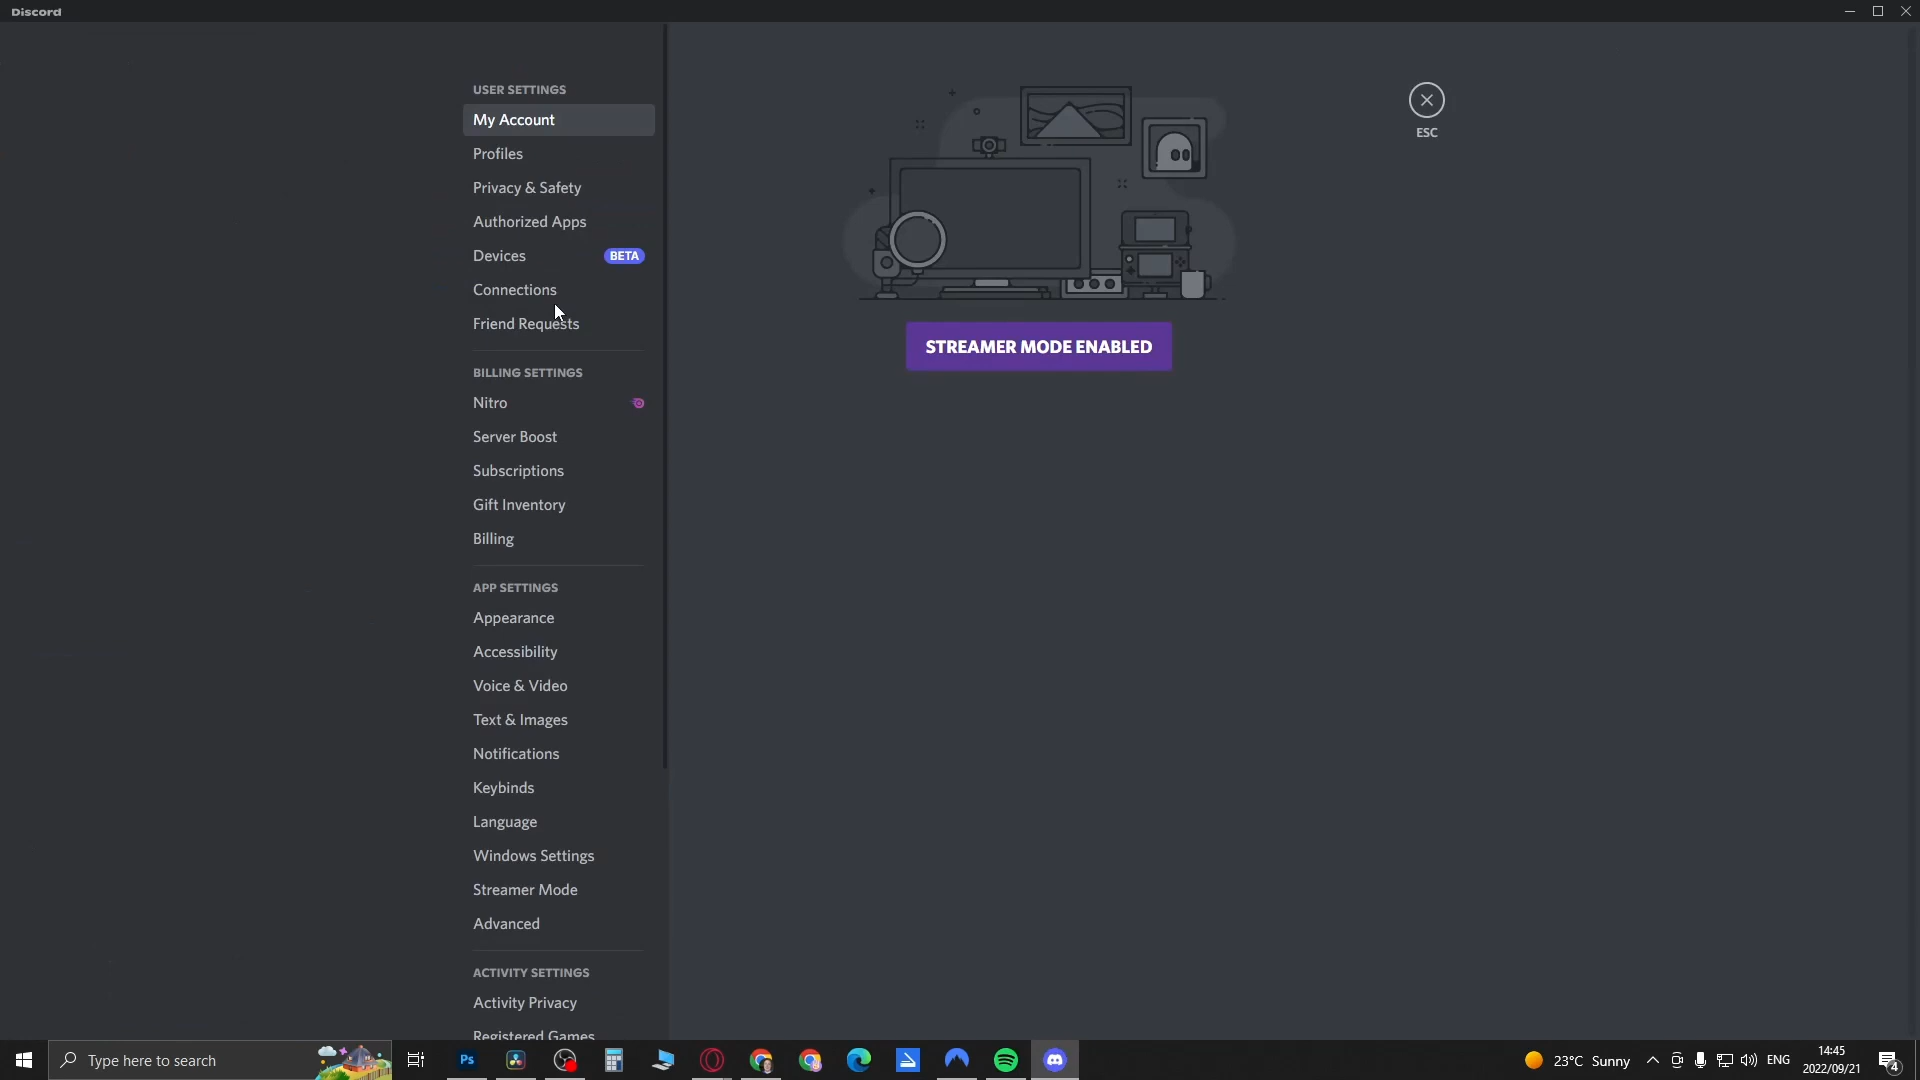 Discord
USER SETTINGS
My Account
Profiles
Privacy & Safety
Authorized Apps
Devices BETA
Connections
Friend Requests
BILLING SETTINGS
Nitro
Server Boost
Subscriptions
Gift Inventory
Billing
APP SETTINGS
Appearance
Accessibility
Voice & Video
Text & Images
Notifications
Keybinds
Language
Windows Settings
Streamer Mode
Advanced
ACTIVITY SETTINGS
Activity Privacy
Registered Games
ESC
STREAMER MODE ENABLED
Type here to search
Ps
23°C Sunny
ENG
14:45
2022/09/21
4